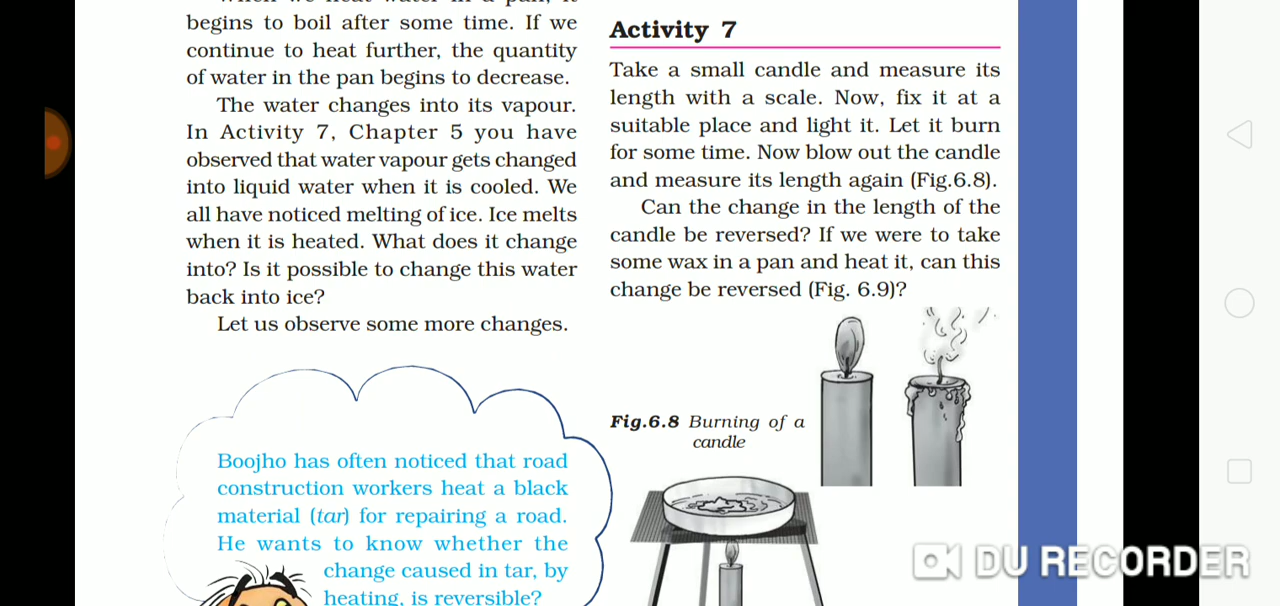 begins to boil after some time. If we
continue to heat further, the quantity
of water in the pan begins to decrease.
The water changes into its vapour.
In Activity 7, Chapter 5 you have
observed that water vapour gets changed
into liquid water when it is cooled. We
all have noticed melting of ice. Ice melts
when it is heated. What does it change
into? Is it possible to change this water
back into ice?
Let us observe some more changes.
Boojho has often noticed that road
construction workers heat a black
material (tar) for repairing a road.
He wants to know whether the
change caused in tar, by
heating, is reversible?
Activity 7
Take a small candle and measure its
length with a scale. Now, fix it at a
suitable place and light it. Let it burn
for some time. Now blow out the candle
and measure its length again (Fig.6.8).
Can the change in the length of the
candle be reversed? If we were to take
some wax in a pan and heat it, can this
change be reversed (Fig. 6.9)?
Fig.6.8 Burning of a
candle
DU RECORDER